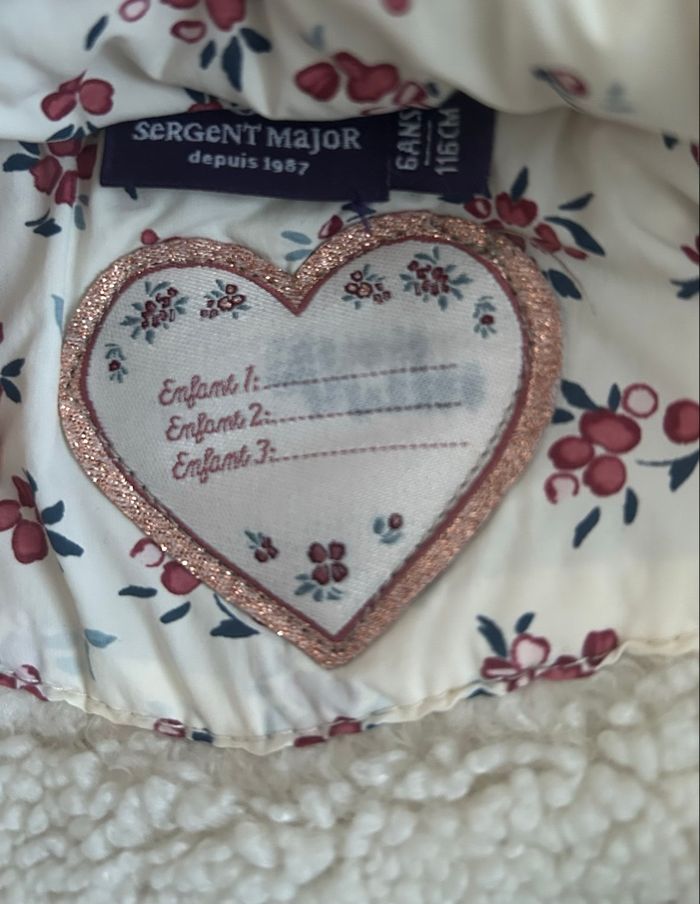 SERGENT MAJOR
depuis 1987
6ANS
116CM
Enfant 1:
Enfant 2:
Enfant 3: